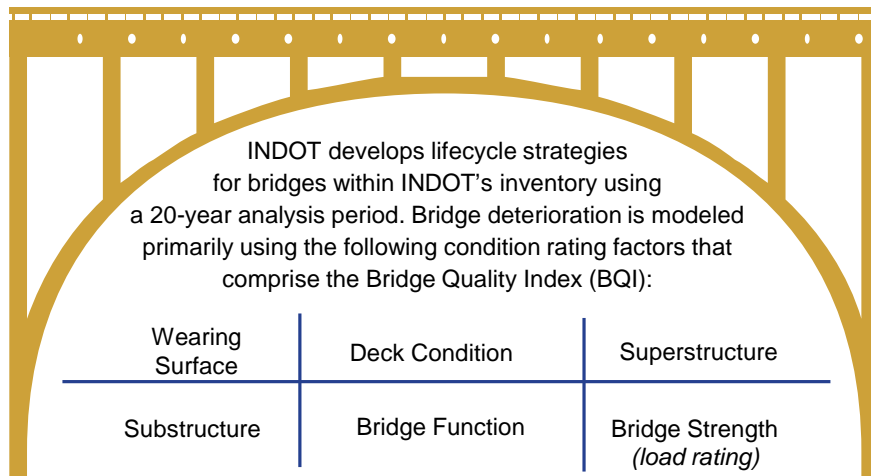 INDOT develops lifecycle strategies
for bridges within INDOT's inventory using
a 20-year analysis period. Bridge deterioration is modeled
primarily using the following condition rating factors that
comprise the Bridge Quality Index (BQI):
Wearing
Surface
Deck Condition
Superstructure
Substructure
Bridge Function
Bridge Strength
(load rating)